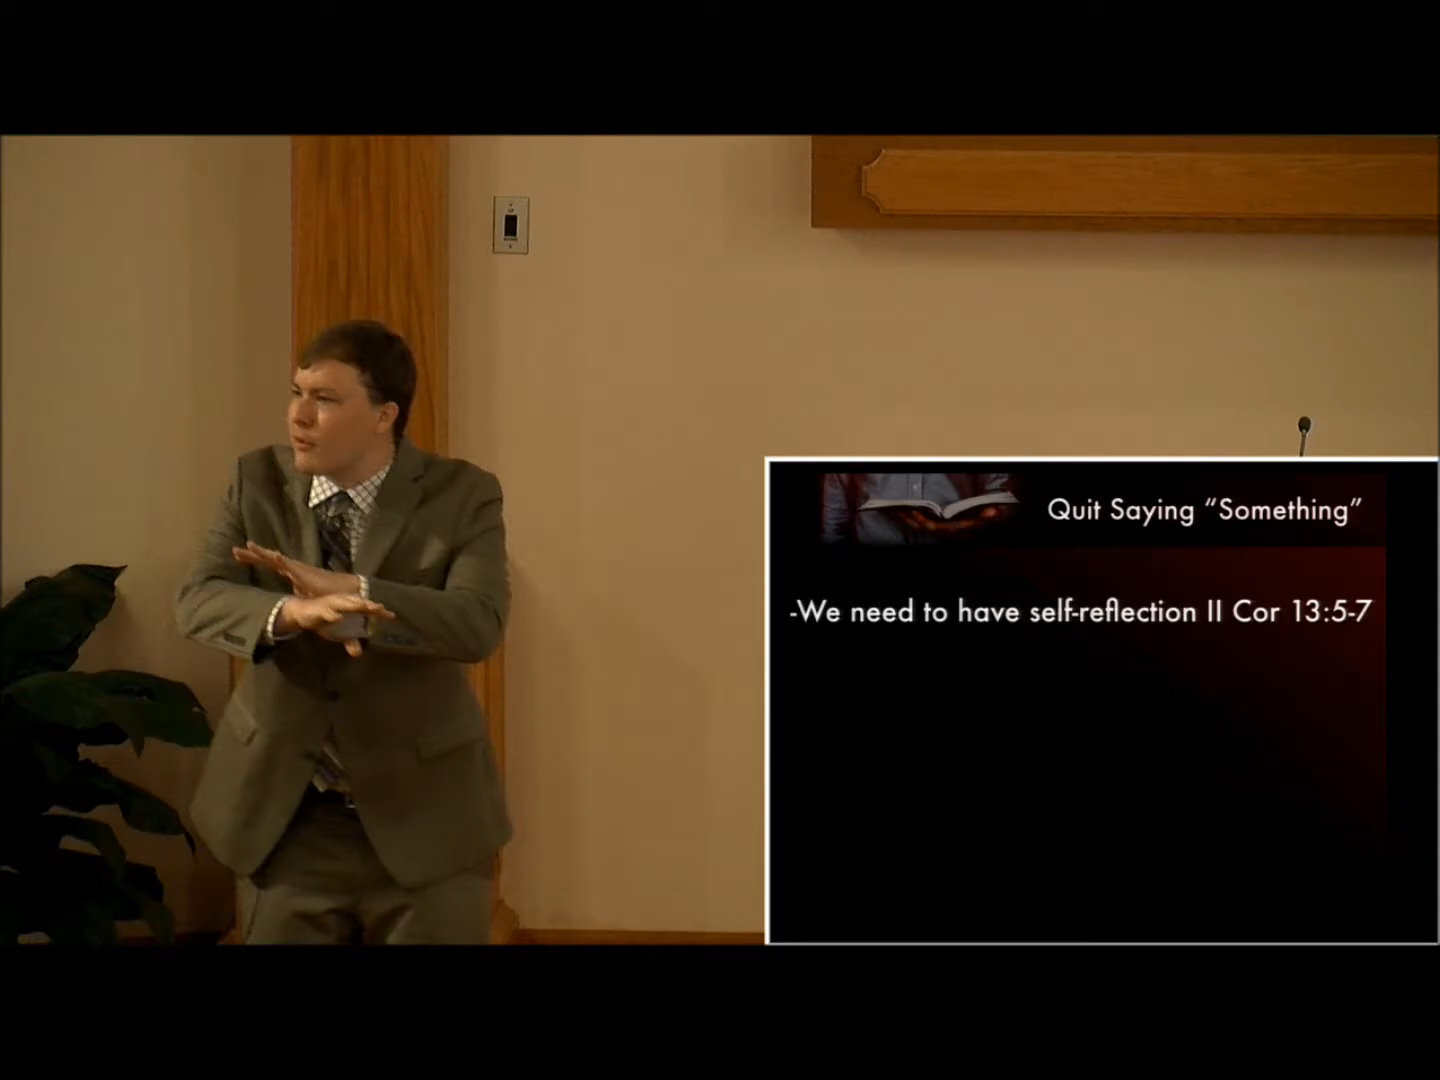 Quit Saying “Something”
-We need to have self-reflection II Cor 13:5-7